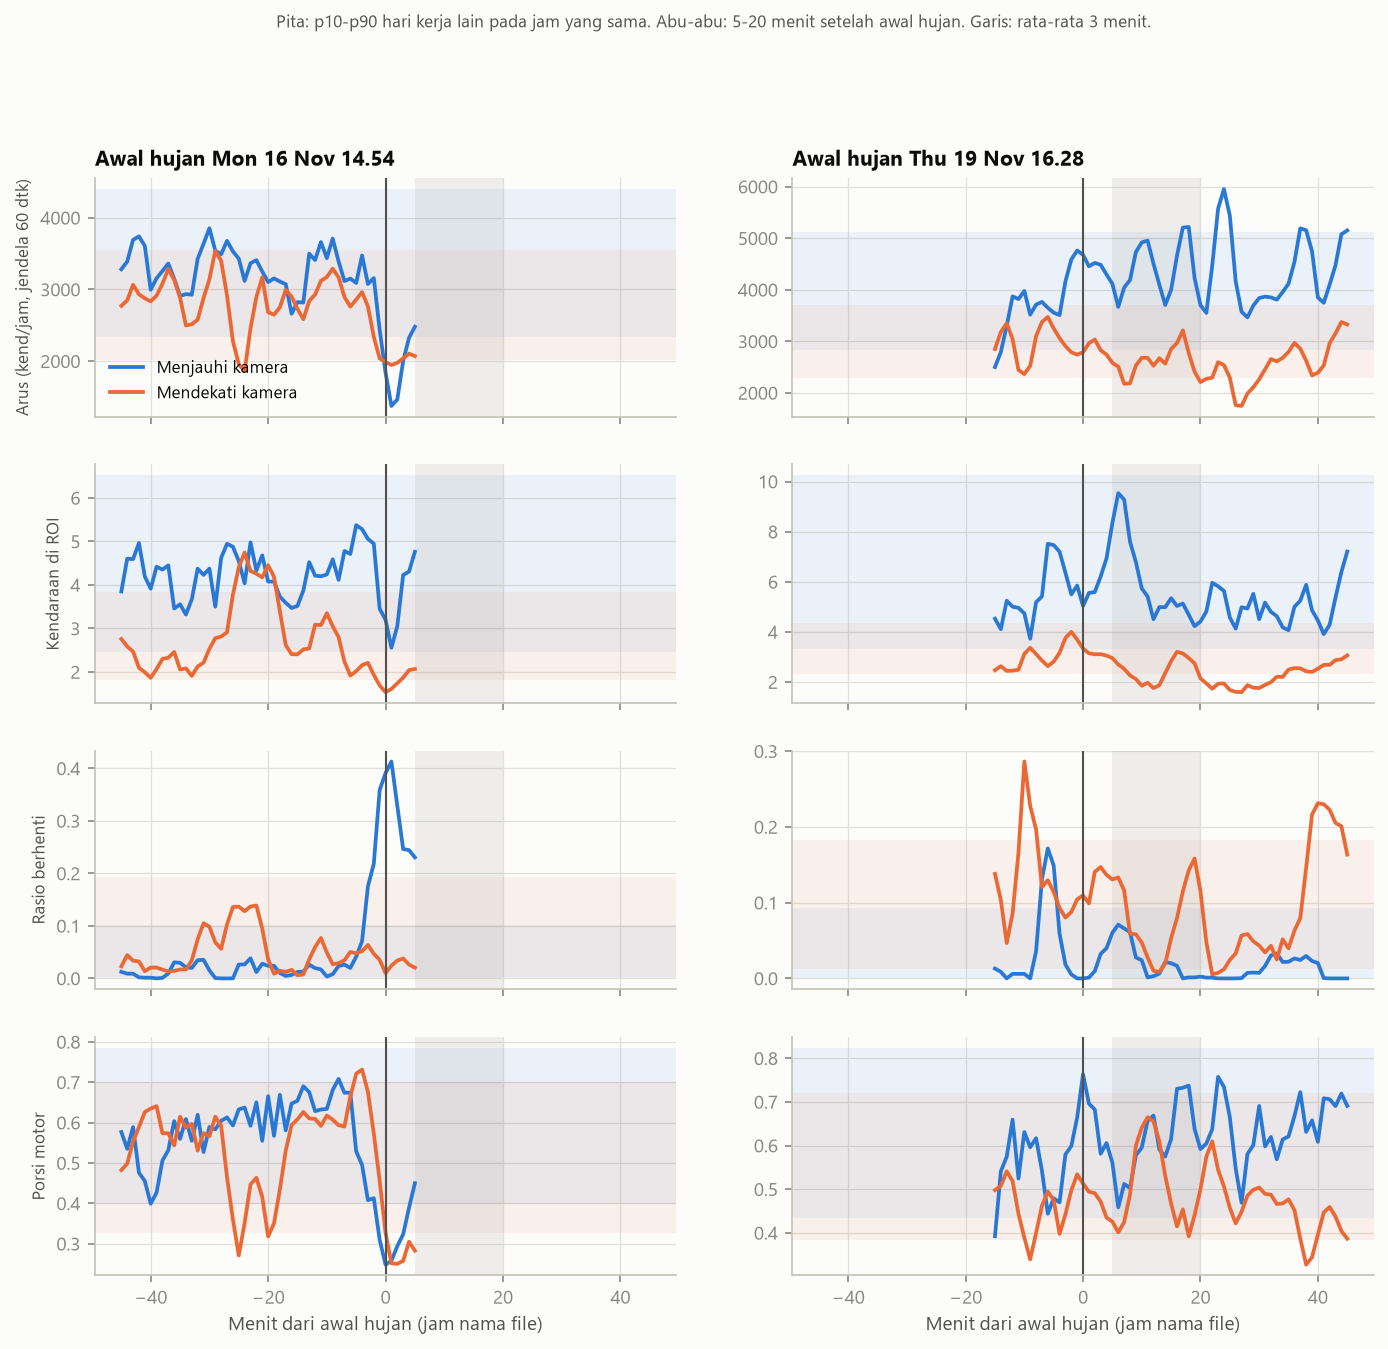 Pita: p10-p90 hari kerja lain pada jam yang sama. Abu-abu: 5-20 menit setelah awal hujan. Garis: rata-rata 3 menit.
Awal hujan Mon 16 Nov 14.54
Arus (kend/jam, jendela 60 dtk)
4000
3000
2000
Menjauhi kamera
Mendekati kamera
Awal hujan Thu 19 Nov 16.28
6000
5000
4000
3000
2000
Kendaraan di ROI
6
5
4
3
2
10
8
6
4
2
Rasio berhenti
0.4
0.3
0.2
0.1
0.0
0.3
0.2
0.1
0.0
Porsi motor
0.8
0.7
0.6
0.5
0.4
0.3
−40 −20 0 20 40
Menit dari awal hujan (jam nama file)
0.8
0.7
0.6
0.5
0.4
−40 −20 0 20 40
Menit dari awal hujan (jam nama file)